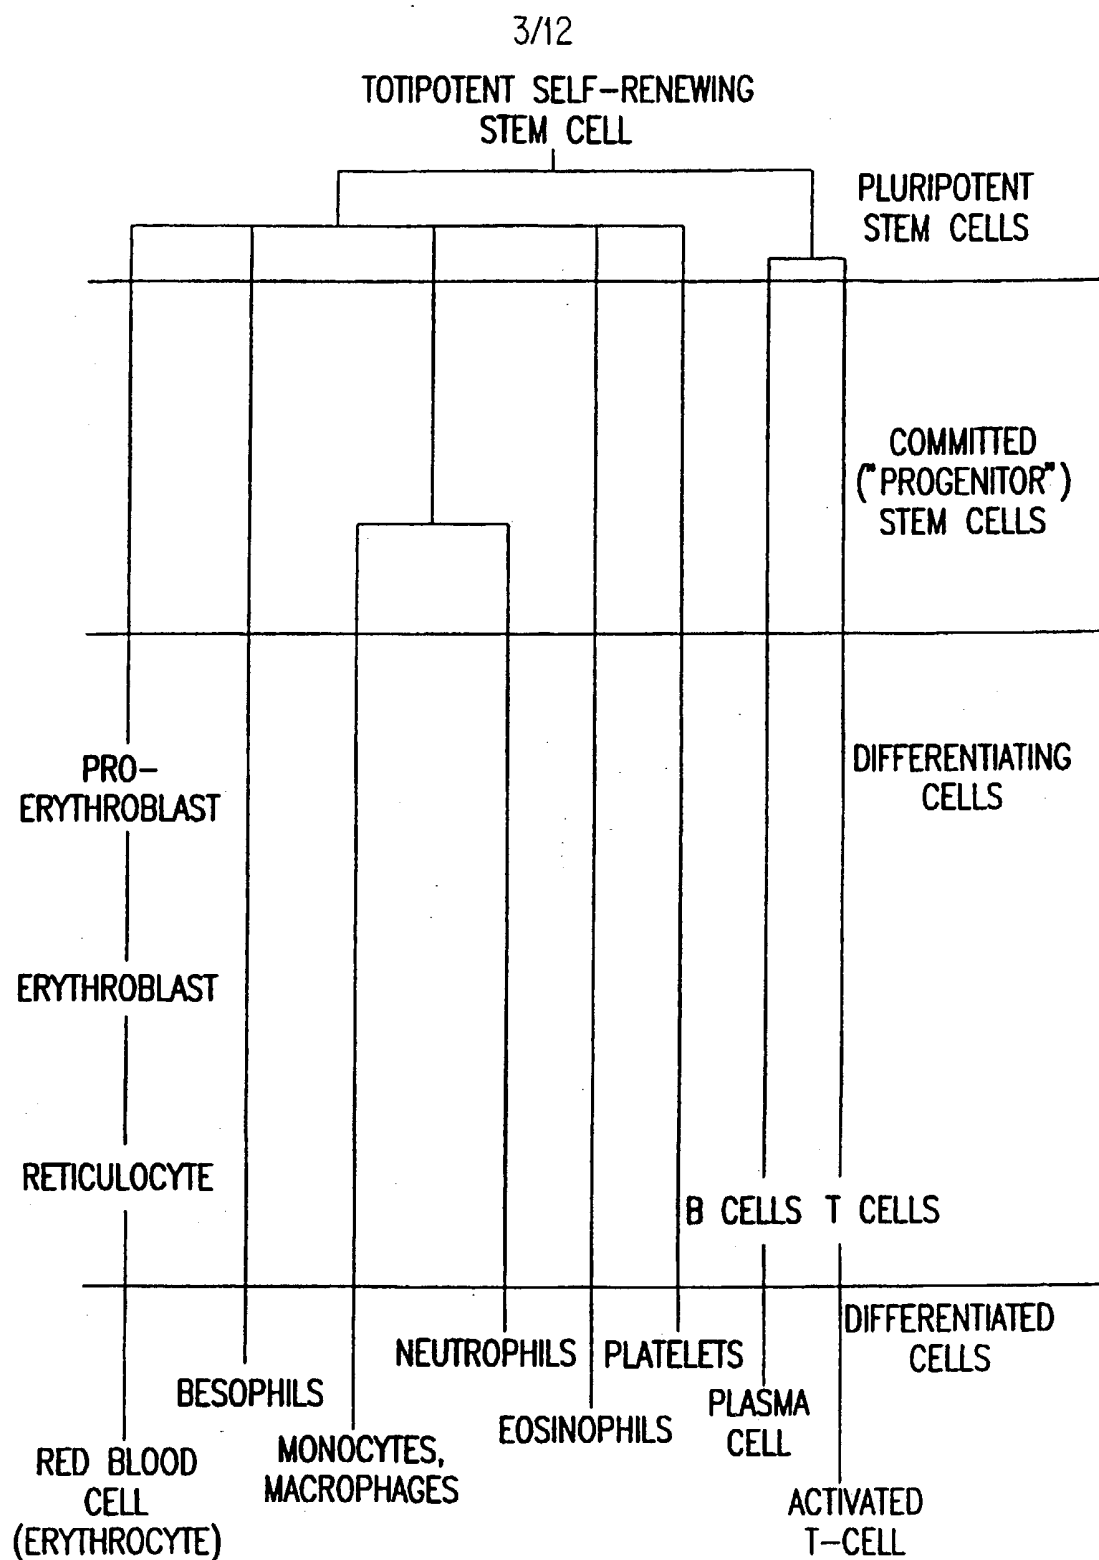 3/12
TOTIPOTENT SELF-RENEWING
STEM CELL
PLURIPOTENT
STEM CELLS
COMMITTED
("PROGENITOR")
STEM CELLS
DIFFERENTIATING
CELLS
PRO-
ERYTHROBLAST
ERYTHROBLAST
RETICULOCYTE
B CELLS
T CELLS
DIFFERENTIATED
CELLS
NEUTROPHILS
PLATELETS
BESOPHILS
EOSINOPHILS
PLASMA
CELL
MONOCYTES,
MACROPHAGES
RED BLOOD
CELL
(ERYTHROCYTE)
ACTIVATED
T-CELL